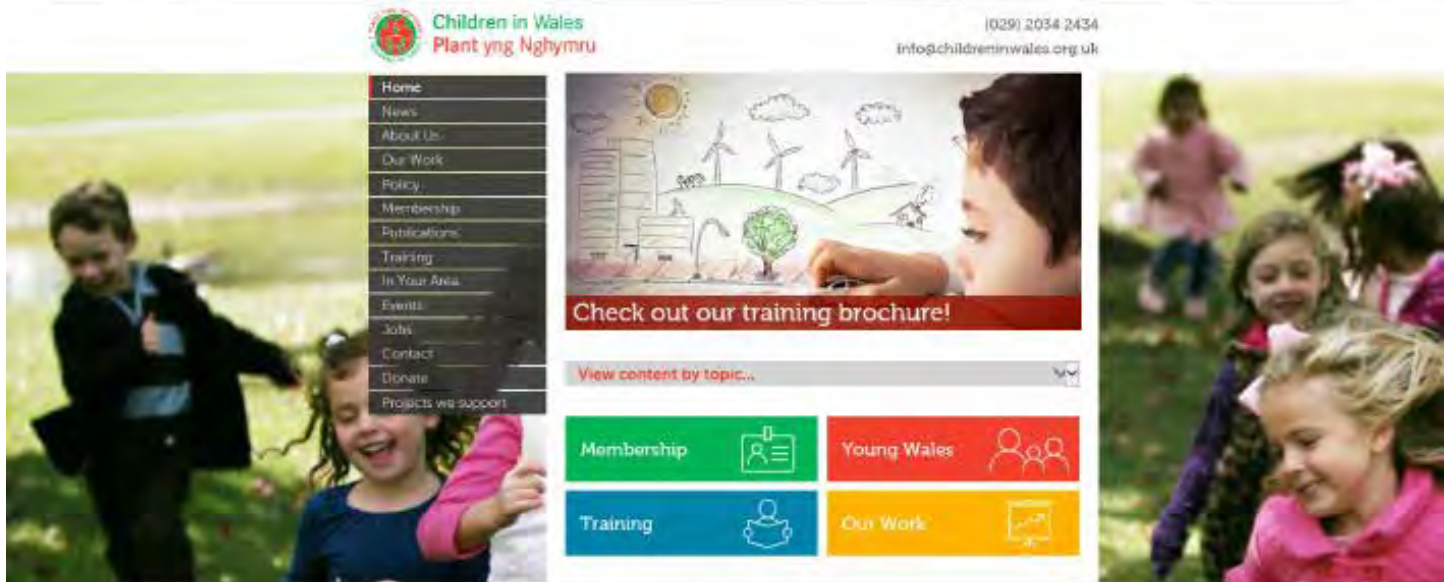 Children in Wales
Plant yng Nghymru
(029) 2034 2434
info@childreninwales.org.uk
Home
News
About Us
Our Work
Policy
Membership
Publications
Training
In Your Area
Events
Jobs
Contact
Donate
Projects we support
Check out our training brochure!
View content by topic...
Membership
Young Wales
Training
Our Work